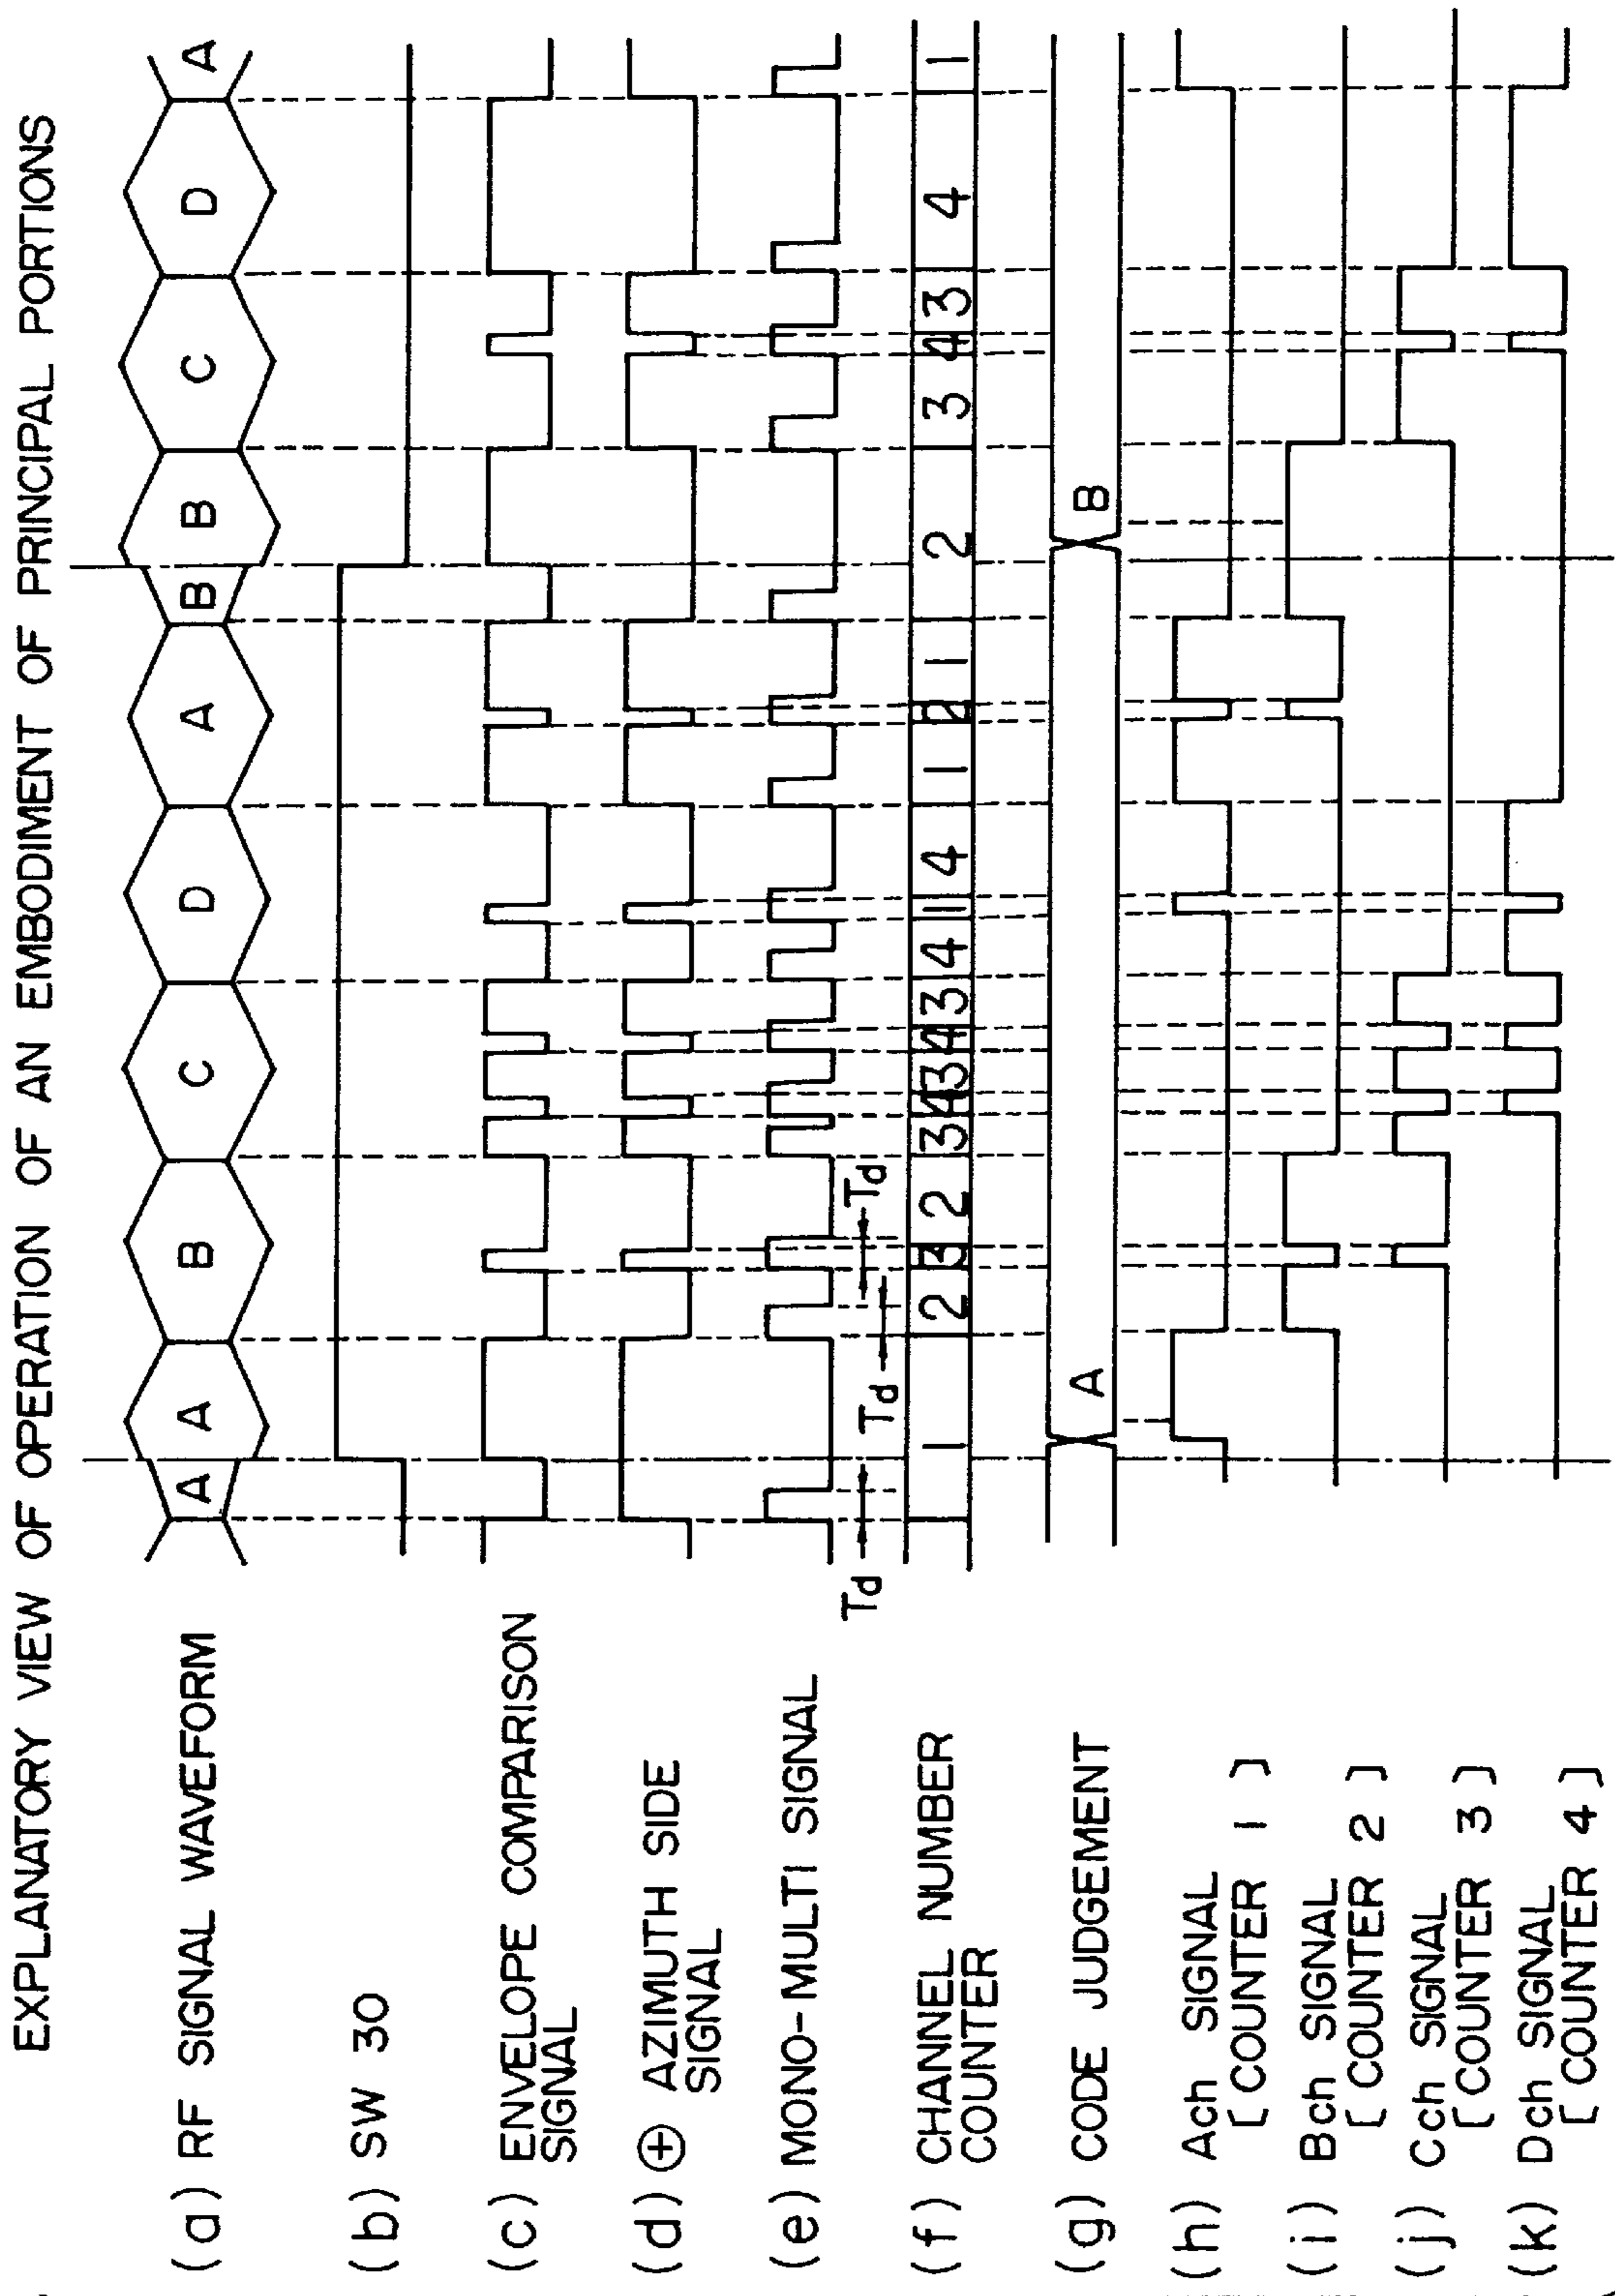 EXPLANATORY VIEW OF OPERATION OF AN EMBODIMENT OF PRINCIPAL PORTIONS
(a) RF SIGNAL WAVEFORM A A B C D A B B C D A
(b) SW 30
(c) ENVELOPE COMPARISON
SIGNAL
(d) ⊕ AZIMUTH SIDE
SIGNAL
(e) MONO-MULTI SIGNAL
Td Td Td
(f) CHANNEL NUMBER
COUNTER
1 2 3 2 3 4 3 4 3 4 1 4 1 2 1 2 3 4 3 4 1
(g) CODE JUDGEMENT A B
(h) Ach SIGNAL
[ COUNTER 1 ]
(i) Bch SIGNAL
[ COUNTER 2 ]
(j) Cch SIGNAL
[ COUNTER 3 ]
(k) Dch SIGNAL
[ COUNTER 4 ]